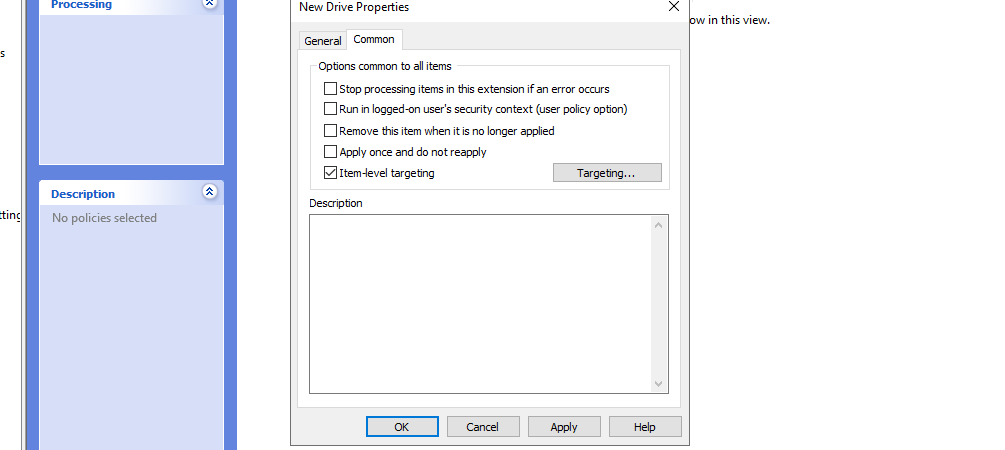 Processing
s
Description
tting
No policies selected
New Drive Properties
ow in this view.
General
Common
Options common to all items
Stop processing items in this extension if an error occurs
Run in logged-on user's security context (user policy option)
Remove this item when it is no longer applied
Apply once and do not reapply
Item-level targeting
Targeting...
Description
OK
Cancel
Apply
Help